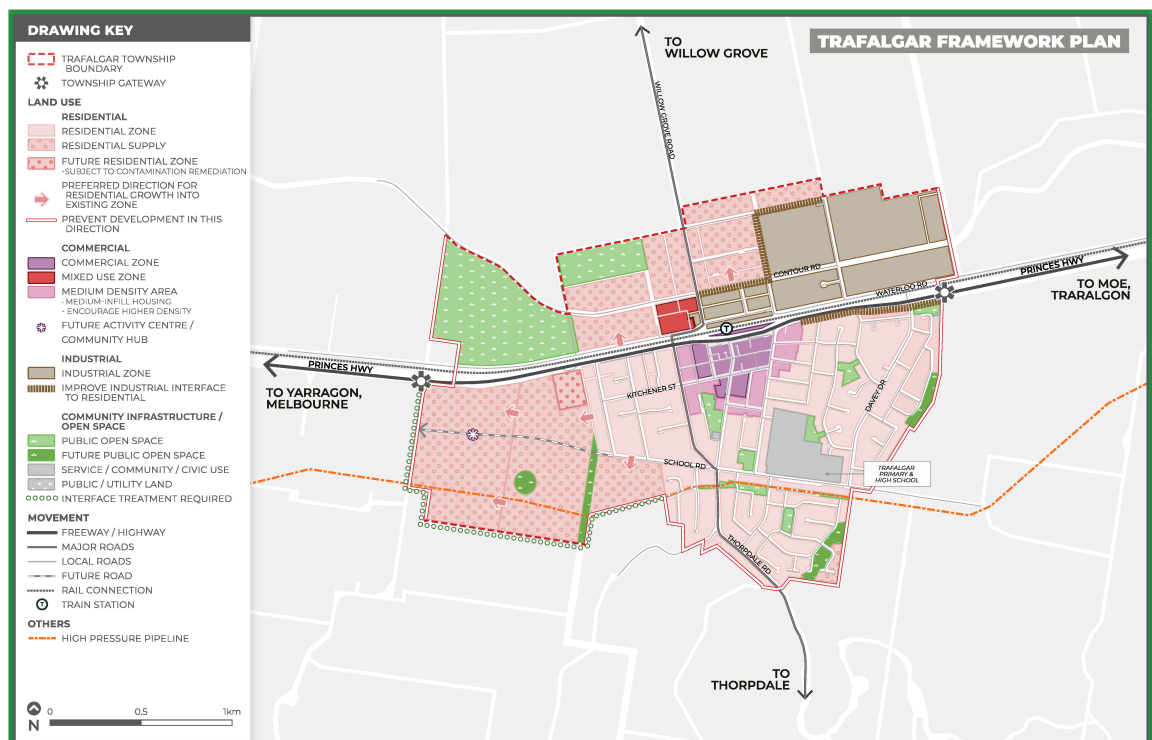 DRAWING KEY
TRAFALGAR TOWNSHIP
BOUNDARY
TOWNSHIP GATEWAY
LAND USE
RESIDENTIAL
RESIDENTIAL ZONE
RESIDENTIAL SUPPLY
FUTURE RESIDENTIAL ZONE
-SUBJECT TO CONTAMINATION REMEDIATION
PREFERRED DIRECTION FOR
RESIDENTIAL GROWTH INTO
EXISTING ZONE
PREVENT DEVELOPMENT IN THIS
DIRECTION
COMMERCIAL
COMMERCIAL ZONE
MIXED USE ZONE
MEDIUM DENSITY AREA
- MEDIUM-INFILL HOUSING
- ENCOURAGE HIGHER DENSITY
FUTURE ACTIVITY CENTRE /
COMMUNITY HUB
INDUSTRIAL
INDUSTRIAL ZONE
IMPROVE INDUSTRIAL INTERFACE
TO RESIDENTIAL
COMMUNITY INFRASTRUCTURE /
OPEN SPACE
PUBLIC OPEN SPACE
FUTURE PUBLIC OPEN SPACE
SERVICE / COMMUNITY / CIVIC USE
PUBLIC / UTILITY LAND
INTERFACE TREATMENT REQUIRED
MOVEMENT
FREEWAY / HIGHWAY
MAJOR ROADS
LOCAL ROADS
FUTURE ROAD
RAIL CONNECTION
T
TRAIN STATION
OTHERS
HIGH PRESSURE PIPELINE
N
0 0.5 1km
TRAFALGAR FRAMEWORK PLAN
TO
WILLOW GROVE
WILLOW GROVE ROAD
CONTOUR RD
WATERLOO RD
PRINCES HWY
TO MOE,
TRARALGON
T
PRINCES HWY
TO YARRAGON,
MELBOURNE
KITCHENER ST
DAVEY DR
SCHOOL RD
TRAFALGAR
PRIMARY &
HIGH SCHOOL
THORPDALE RD
TO
THORPDALE